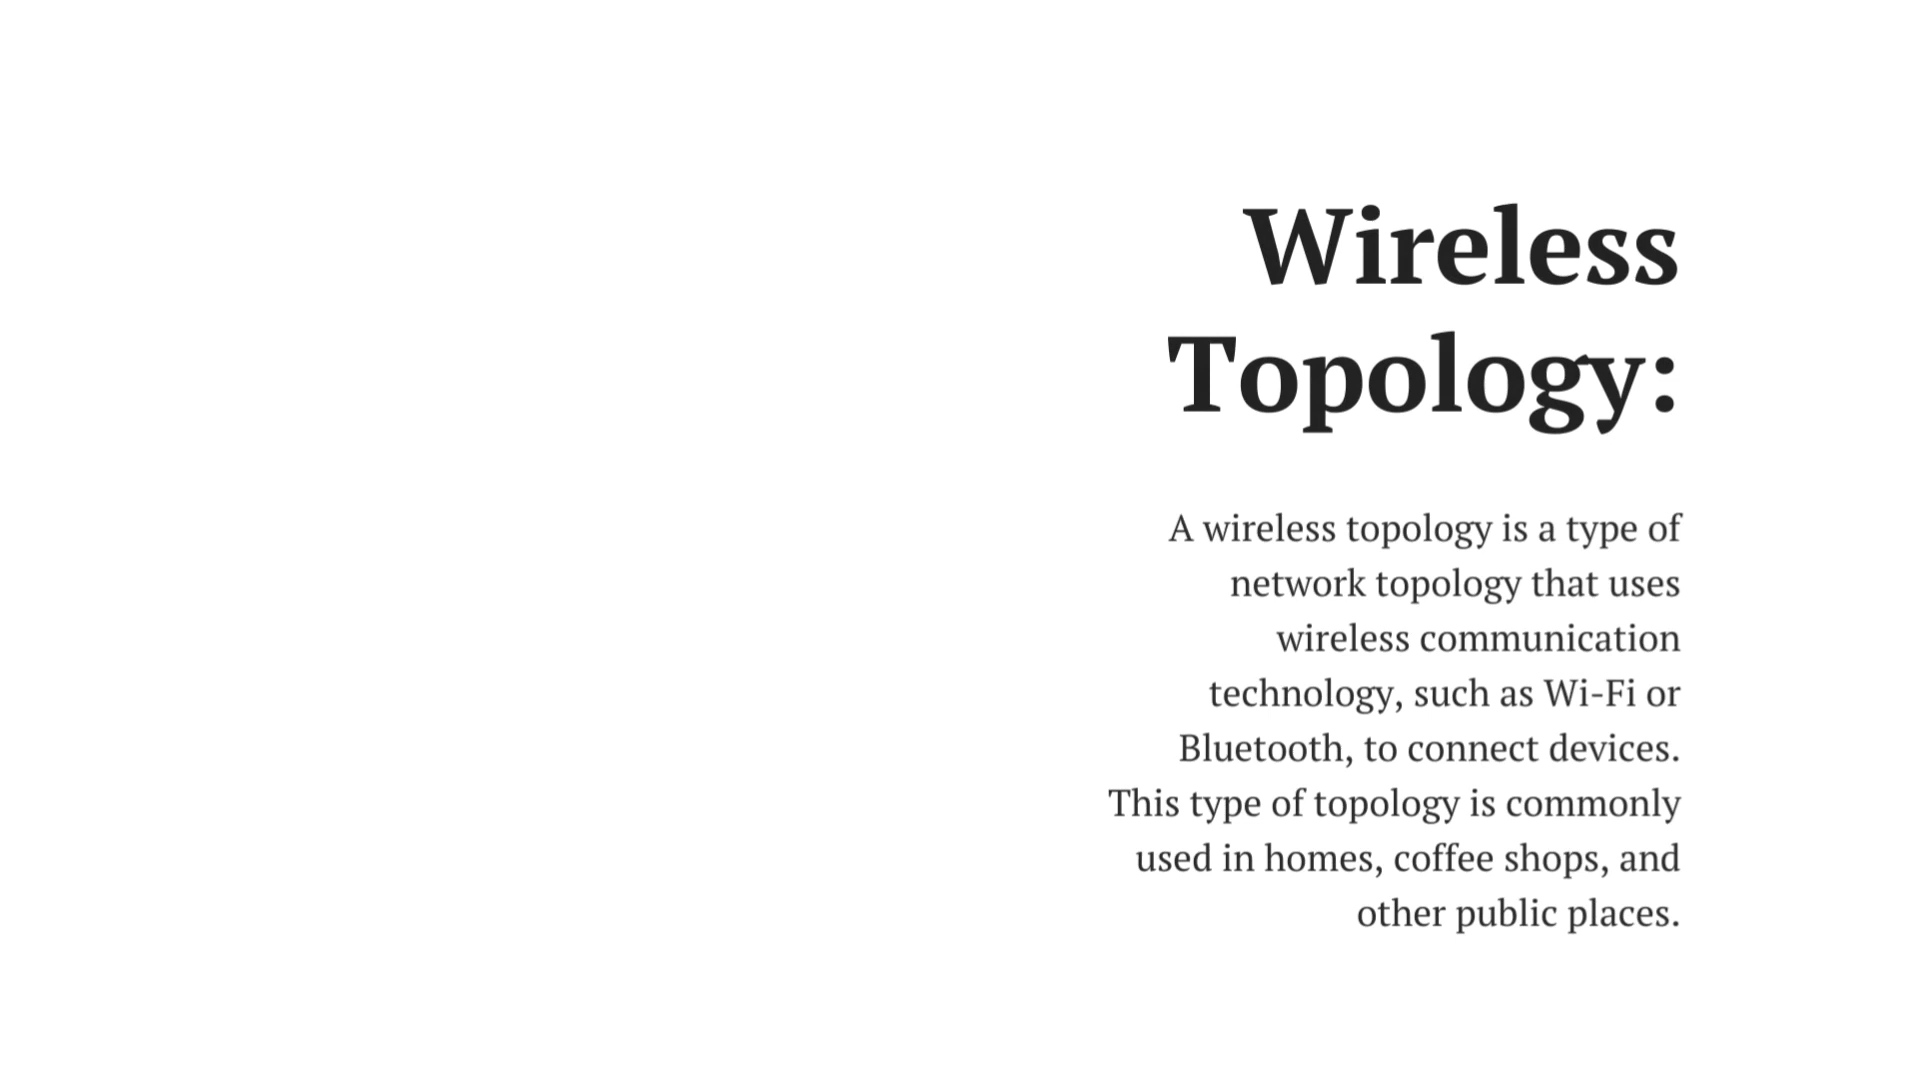 Wireless
Topology:
A wireless topology is a type of
network topology that uses
wireless communication
technology, such as Wi-Fi or
Bluetooth, to connect devices.
This type of topology is commonly
used in homes, coffee shops, and
other public places.